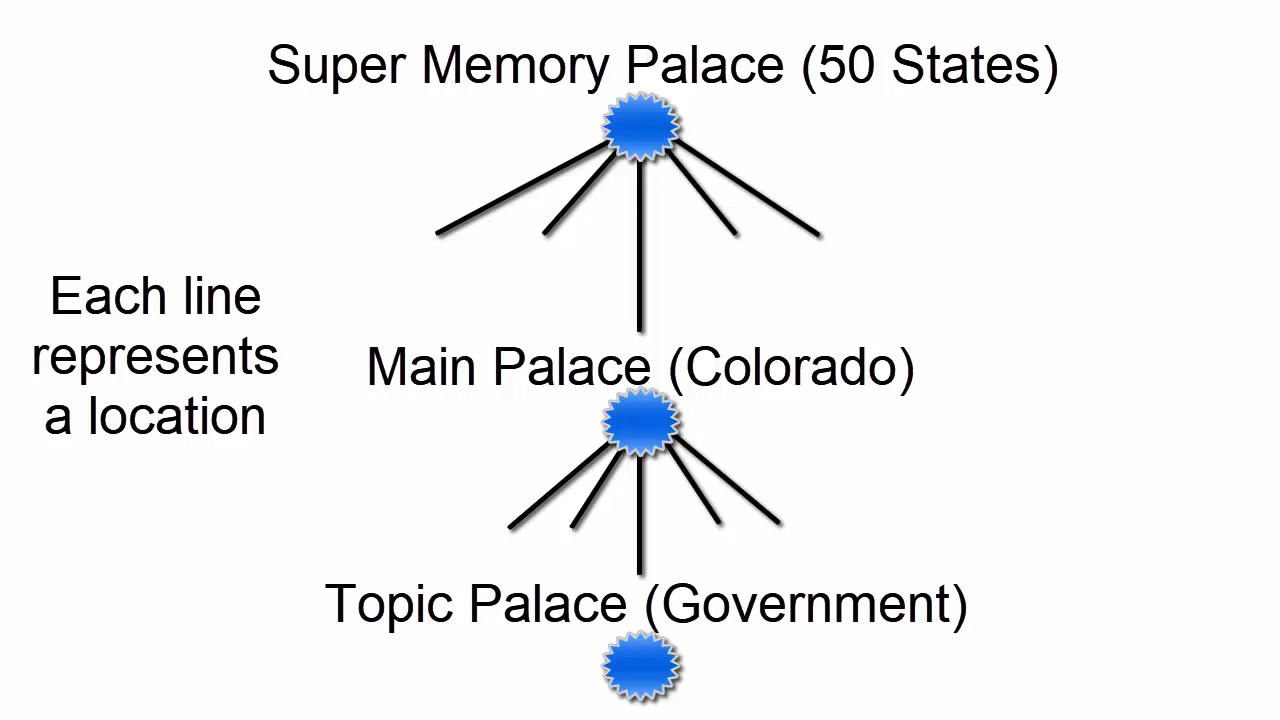 Super Memory Palace (50 States)
Each line
represents
a location
Main Palace (Colorado)
Topic Palace (Government)